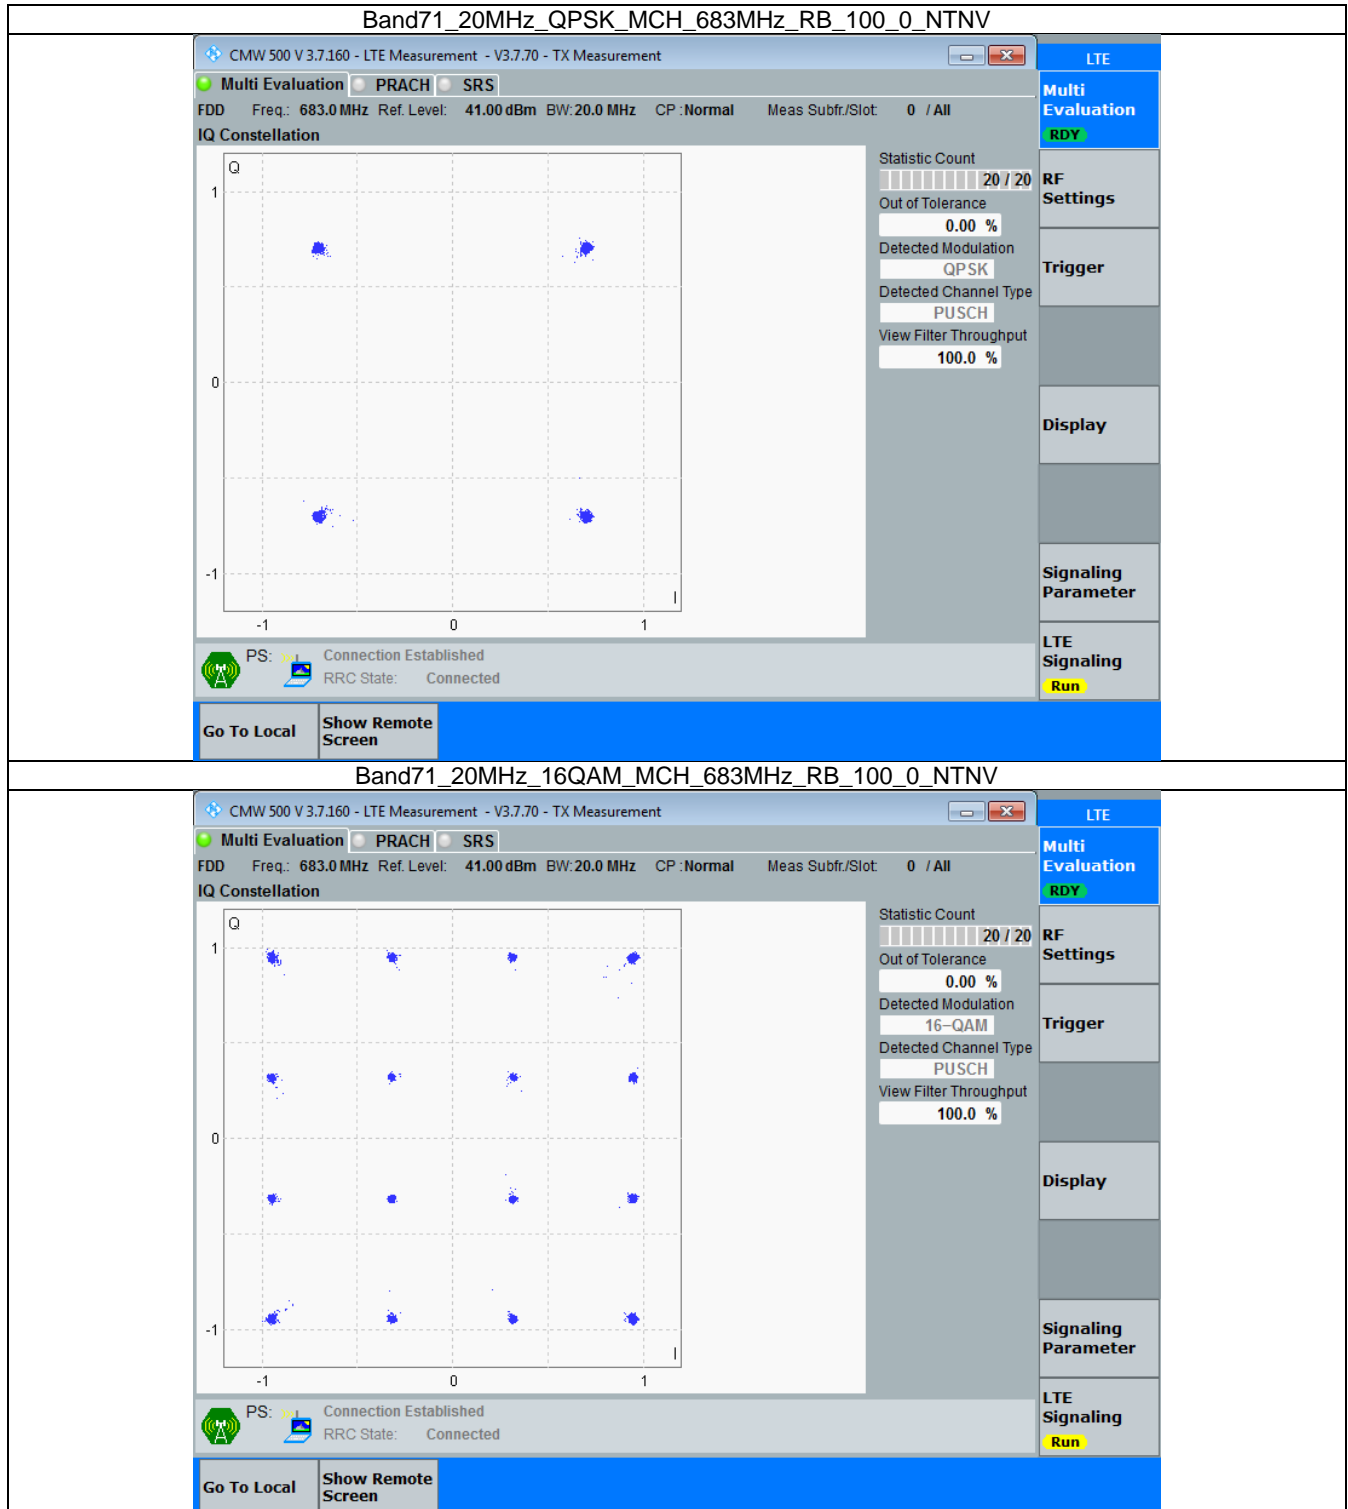 Band71_20MHz_QPSK_MCH_683MHz_RB_100_0_NTNV
CMW 500 V 3.7.160 - LTE Measurement - V3.7.70 - TX Measurement
LTE
Multi Evaluation PRACH SRS
FDD Freq.: 683.0 MHz Ref. Level: 41.00 dBm BW: 20.0 MHz CP : Normal Meas Subfr./Slot: 0 / All
IQ Constellation
Q
1
0
-1
I
-1 0 1
Statistic Count
20 / 20
Out of Tolerance
0.00 %
Detected Modulation
QPSK
Detected Channel Type
PUSCH
View Filter Throughput
100.0 %
Multi
Evaluation
RDY
RF
Settings
Trigger
Display
Signaling
Parameter
LTE
Signaling
Run
PS: Connection Established
RRC State: Connected
Go To Local
Show Remote
Screen
Band71_20MHz_16QAM_MCH_683MHz_RB_100_0_NTNV
CMW 500 V 3.7.160 - LTE Measurement - V3.7.70 - TX Measurement
LTE
Multi Evaluation PRACH SRS
FDD Freq.: 683.0 MHz Ref. Level: 41.00 dBm BW: 20.0 MHz CP : Normal Meas Subfr./Slot: 0 / All
IQ Constellation
Q
1
0
-1
I
-1 0 1
Statistic Count
20 / 20
Out of Tolerance
0.00 %
Detected Modulation
16-QAM
Detected Channel Type
PUSCH
View Filter Throughput
100.0 %
Multi
Evaluation
RDY
RF
Settings
Trigger
Display
Signaling
Parameter
LTE
Signaling
Run
PS: Connection Established
RRC State: Connected
Go To Local
Show Remote
Screen